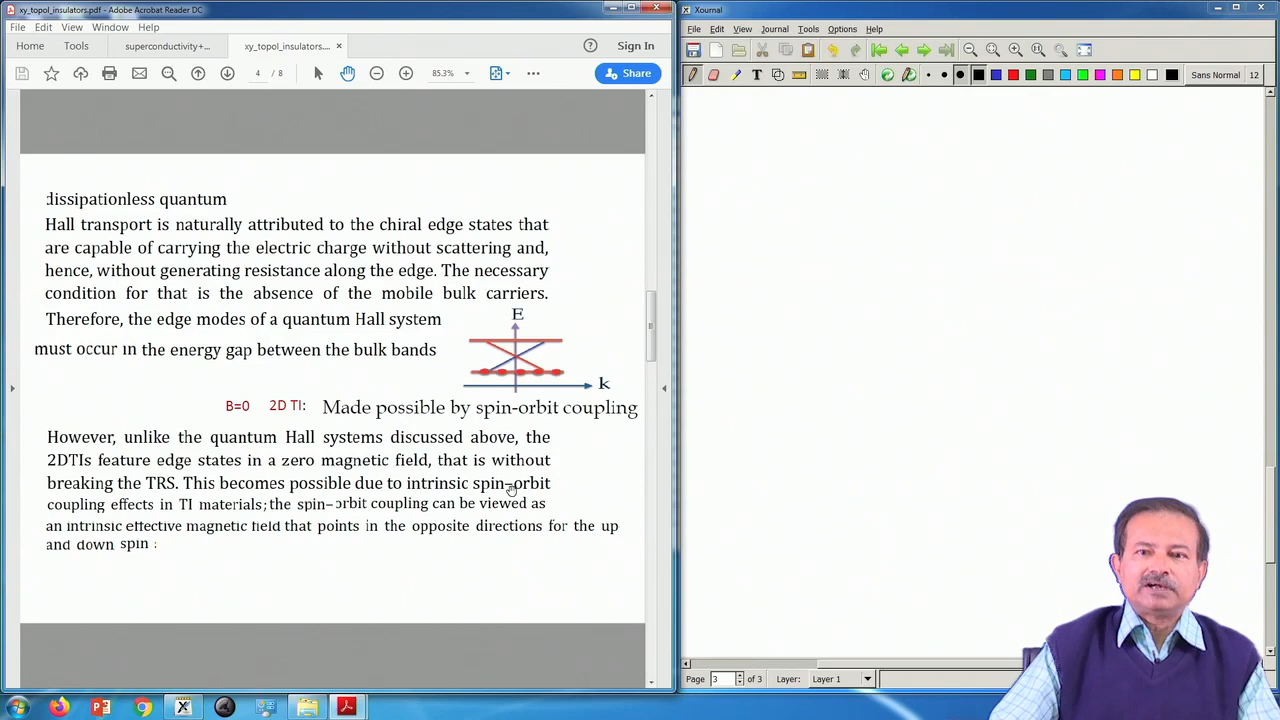 xy_topol_insulators.pdf - Adobe Acrobat Reader DC
File Edit View Window Help
Home Tools superconductivity+... xy_topol_insulators.... × Sign In
4 / 8 85.3% Share
dissipationless quantum
Hall transport is naturally attributed to the chiral edge states that
are capable of carrying the electric charge without scattering and,
hence, without generating resistance along the edge. The necessary
condition for that is the absence of the mobile bulk carriers.
Therefore, the edge modes of a quantum Hall system
must occur in the energy gap between the bulk bands
E
k
B=0 2D TI: Made possible by spin-orbit coupling
However, unlike the quantum Hall systems discussed above, the
2DTIs feature edge states in a zero magnetic field, that is without
breaking the TRS. This becomes possible due to intrinsic spin–orbit
coupling effects in TI materials; the spin–orbit coupling can be viewed as
an intrinsic effective magnetic field that points in the opposite directions for the up
and down spin :
Xournal
File Edit View Journal Tools Options Help
Sans Normal 12
Page 3 of 3 Layer: Layer 1